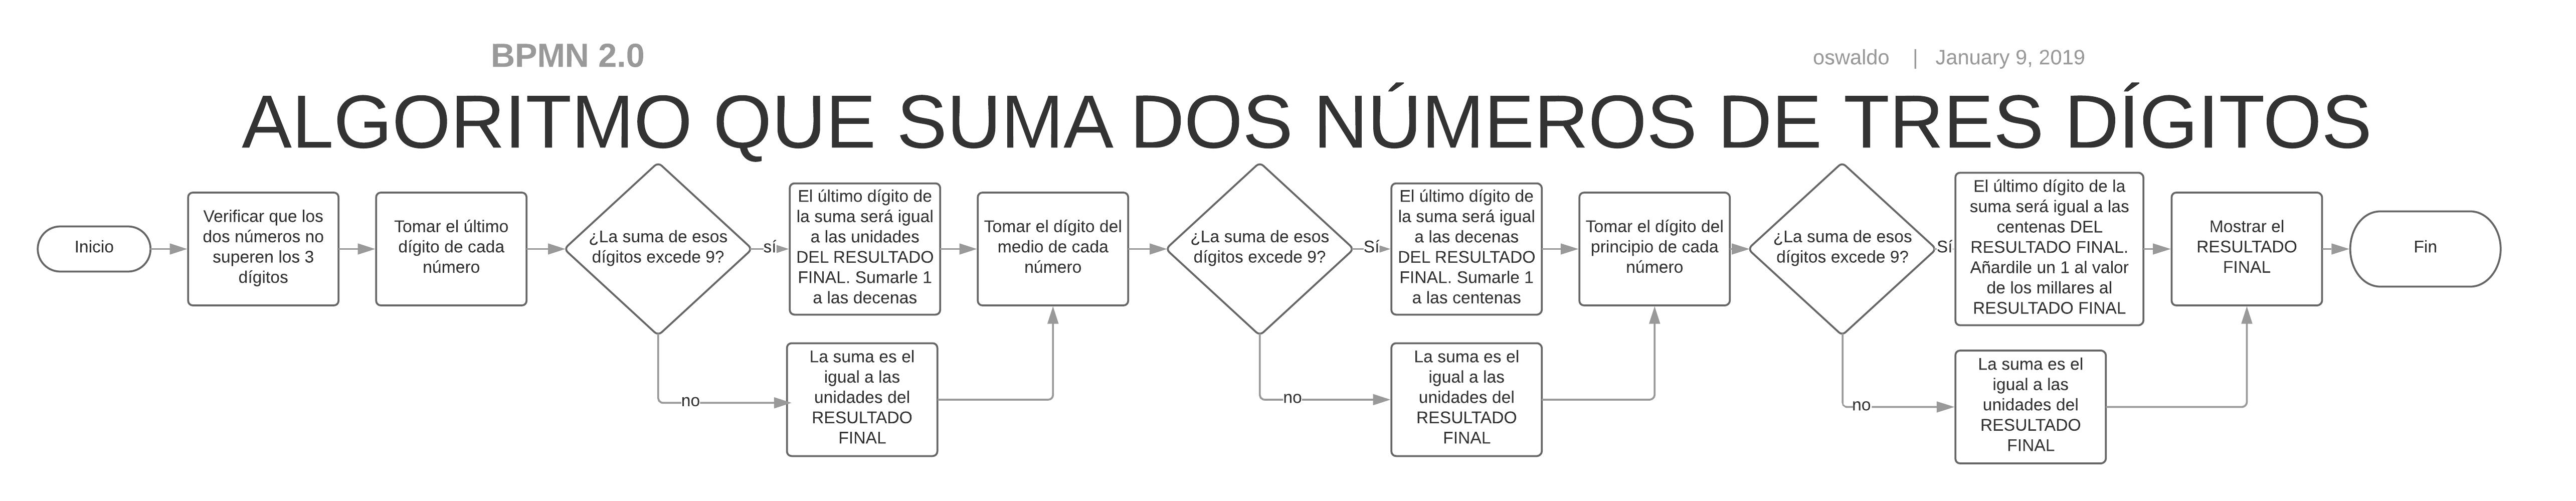 BPMN 2.0
oswaldo | January 9, 2019
ALGORITMO QUE SUMA DOS NÚMEROS DE TRES DÍGITOS
Inicio
Verificar que los
dos números no
superen los 3
dígitos
Tomar el último
dígito de cada
número
¿La suma de esos
dígitos excede 9?
sí
El último dígito de
la suma será igual
a las unidades
DEL RESULTADO
FINAL. Sumarle 1
a las decenas
no
La suma es el
igual a las
unidades del
RESULTADO
FINAL
Tomar el dígito del
medio de cada
número
¿La suma de esos
dígitos excede 9?
Sí
El último dígito de
la suma será igual
a las decenas
DEL RESULTADO
FINAL. Sumarle 1
a las centenas
no
La suma es el
igual a las
unidades del
RESULTADO
FINAL
Tomar el dígito del
principio de cada
número
¿La suma de esos
dígitos excede 9?
Sí
El último dígito de la
suma será igual a las
centenas DEL
RESULTADO FINAL.
Añardile un 1 al valor
de los millares al
RESULTADO FINAL
no
La suma es el
igual a las
unidades del
RESULTADO
FINAL
Mostrar el
RESULTADO
FINAL
Fin